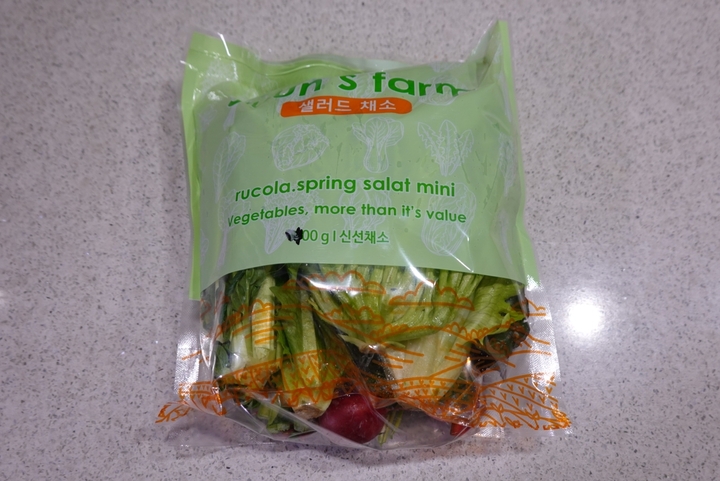 s farm
샐러드 채소
rucola.spring salat mini
Vegetables, more than it's value
00 g | 신선채소